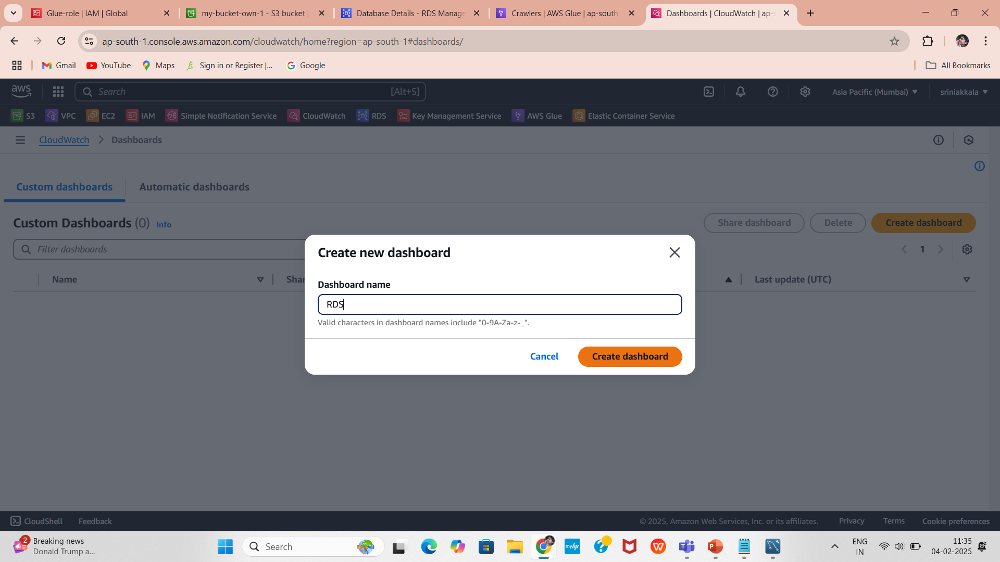 Glue-role | IAM | Global
my-bucket-own-1 - S3 bucket |
Database Details - RDS Manage
Crawlers | AWS Glue | ap-south-
Dashboards | CloudWatch | ap-s
ap-south-1.console.aws.amazon.com/cloudwatch/home?region=ap-south-1#dashboards/
Gmail
YouTube
Maps
Sign in or Register |...
Google
All Bookmarks
aws
Search
[Alt+S]
Asia Pacific (Mumbai)
sriniakkala
S3
VPC
EC2
IAM
Simple Notification Service
CloudWatch
RDS
Key Management Service
AWS Glue
Elastic Container Service
CloudWatch
Dashboards
Custom dashboards
Automatic dashboards
Custom Dashboards (0) Info
Share dashboard
Delete
Create dashboard
Filter dashboards
1
Name
Shar
Last update (UTC)
Create new dashboard
Dashboard name
RDS
Valid characters in dashboard names include "0-9A-Za-z-_".
Cancel
Create dashboard
CloudShell
Feedback
© 2025, Amazon Web Services, Inc. or its affiliates.
Privacy
Terms
Cookie preferences
2
Breaking news
Donald Trump a...
Search
myhp
ENG
IN
11:35
04-02-2025